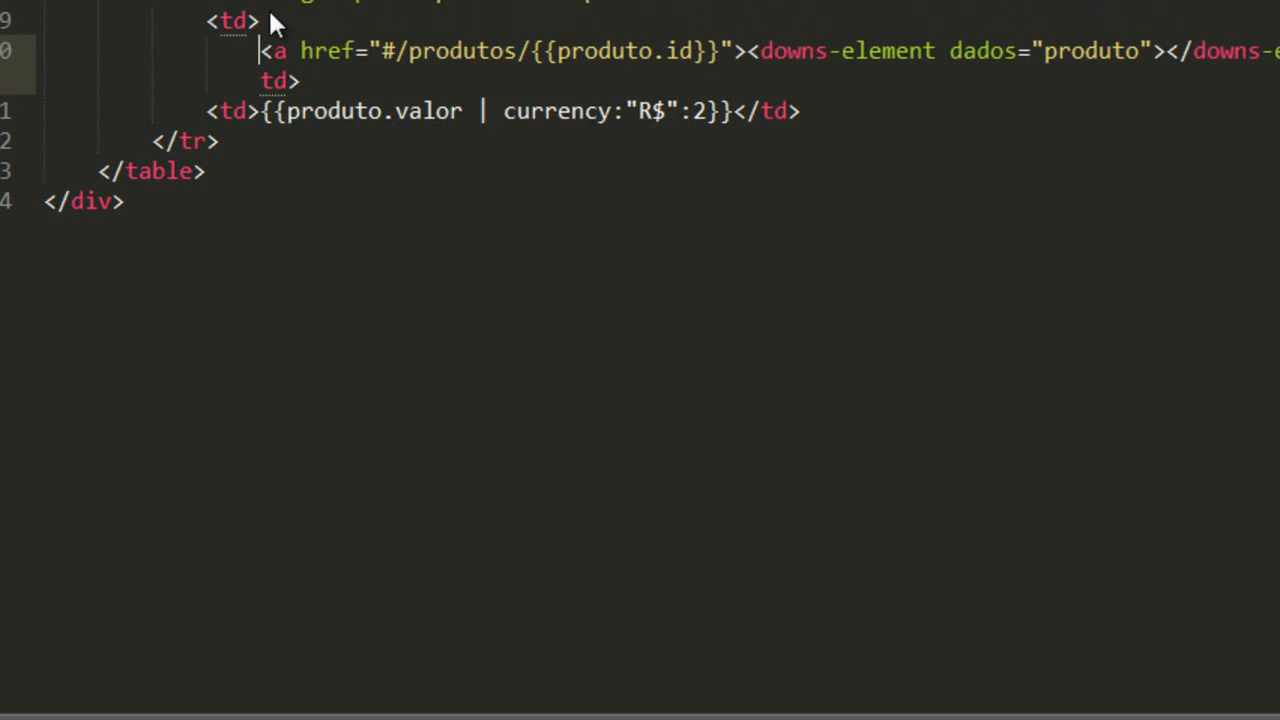 9 <td>
0 <a href="#/produtos/{{produto.id}}"><downs-element dados="produto"></downs-e
td>
1 <td>{{produto.valor | currency:"R$":2}}</td>
2 </tr>
3 </table>
4 </div>